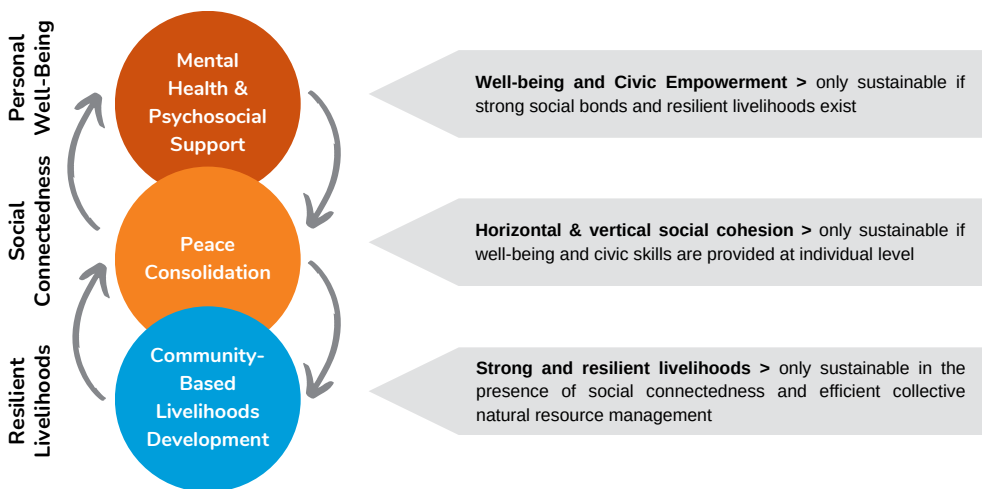 Personal
Well-Being
Mental
Health &
Psychosocial
Support
Well-being and Civic Empowerment > only sustainable if
strong social bonds and resilient livelihoods exist
Social
Connectedness
Peace
Consolidation
Horizontal & vertical social cohesion > only sustainable if
well-being and civic skills are provided at individual level
Resilient
Livelihoods
Community-
Based
Livelihoods
Development
Strong and resilient livelihoods > only sustainable in the
presence of social connectedness and efficient collective
natural resource management